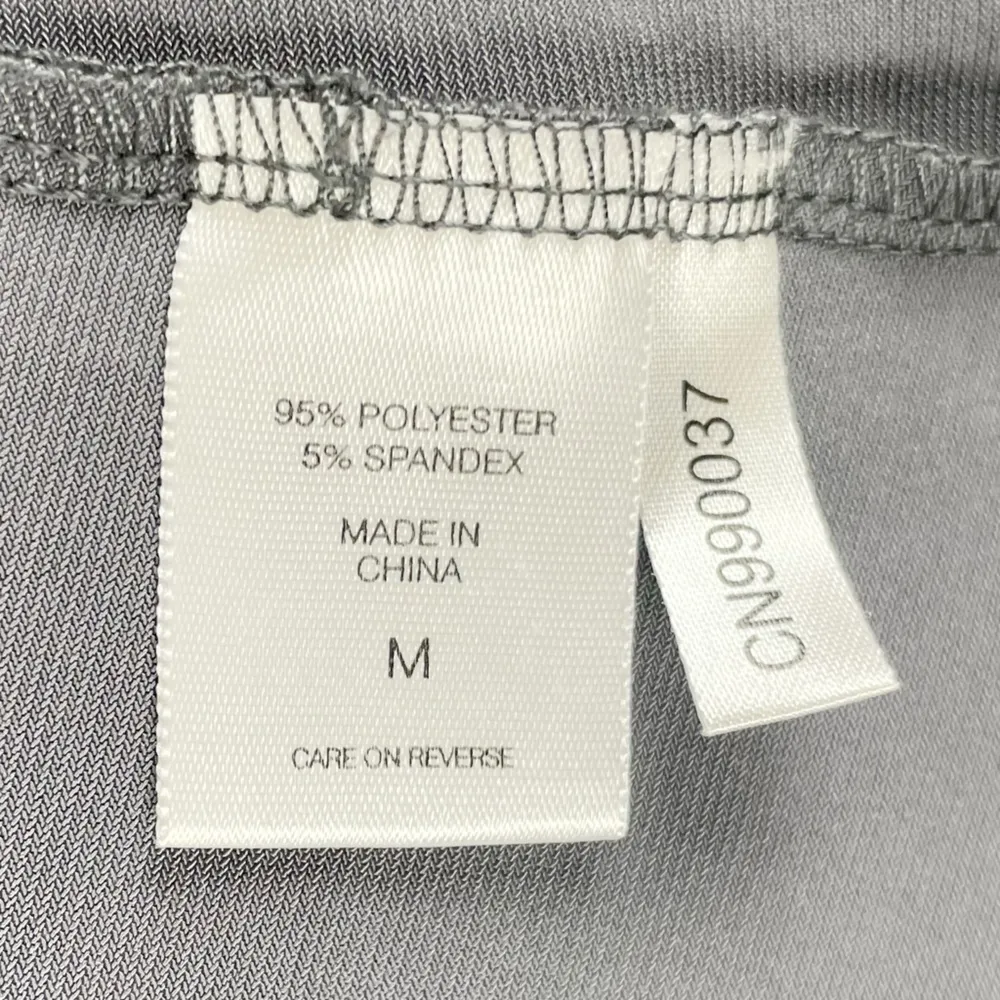 95% POLYESTER
5% SPANDEX
MADE IN
CHINA
M
CARE ON REVERSE
CN990037